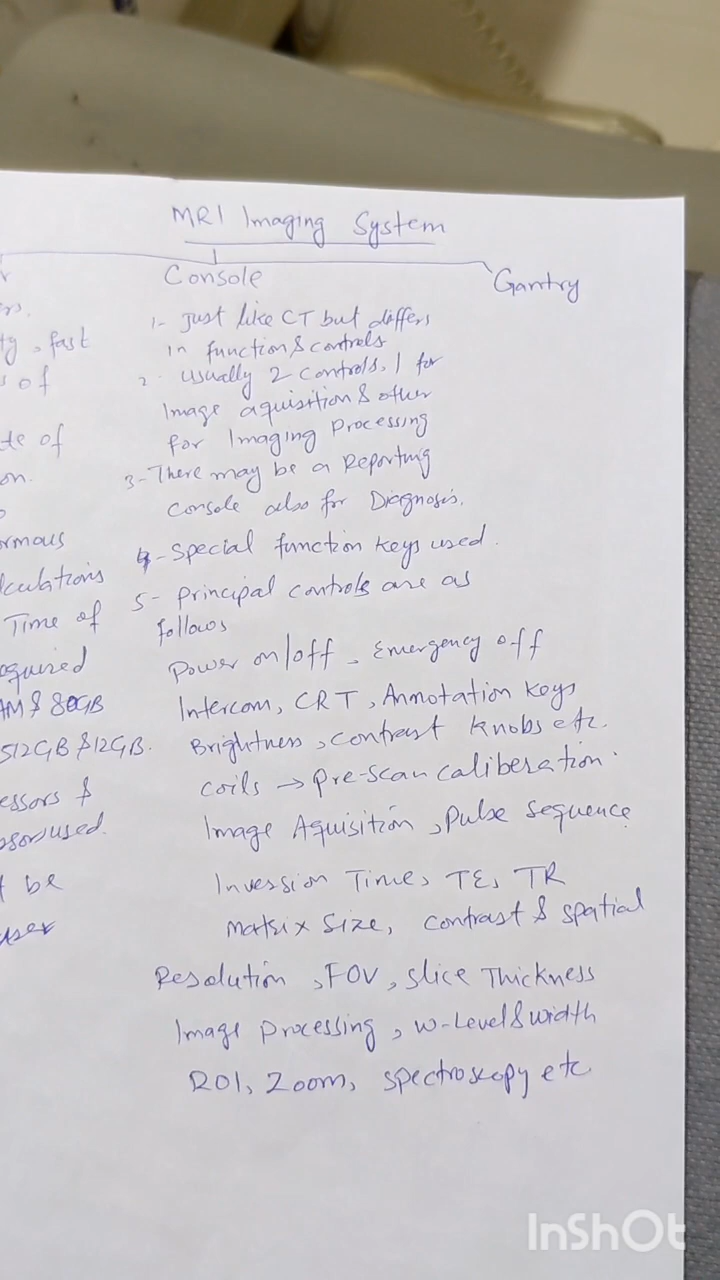 MRI Imaging System
Console
Gantry
1- Just like CT but differs
in function & controls
2. usually 2 controls, 1 for
Image aquisition & other
for Imaging Processing
3- There may be a Reporting
Console also for Diagnosis.
4- Special function keys used.
5- Principal controls are as
follows
Power on/off - Emergency off
Intercom, CRT, Annotation keys
Brightness, contrast knobs etc.
Coils → Pre-scan caliberation.
Image Aquisition, Pulse sequence
Inversion Time, TE, TR
Matrix Size, contrast & spatial
Resolution, FOV, slice Thickness
Image Processing, W-Level & width
ROI, Zoom, spectroscopy etc
ty, fast
s of
te of
on.
ormous
lculations
Time of
equired
AM & 80GB
512GB & 12GB.
essors &
used.
t be
user
InShOt